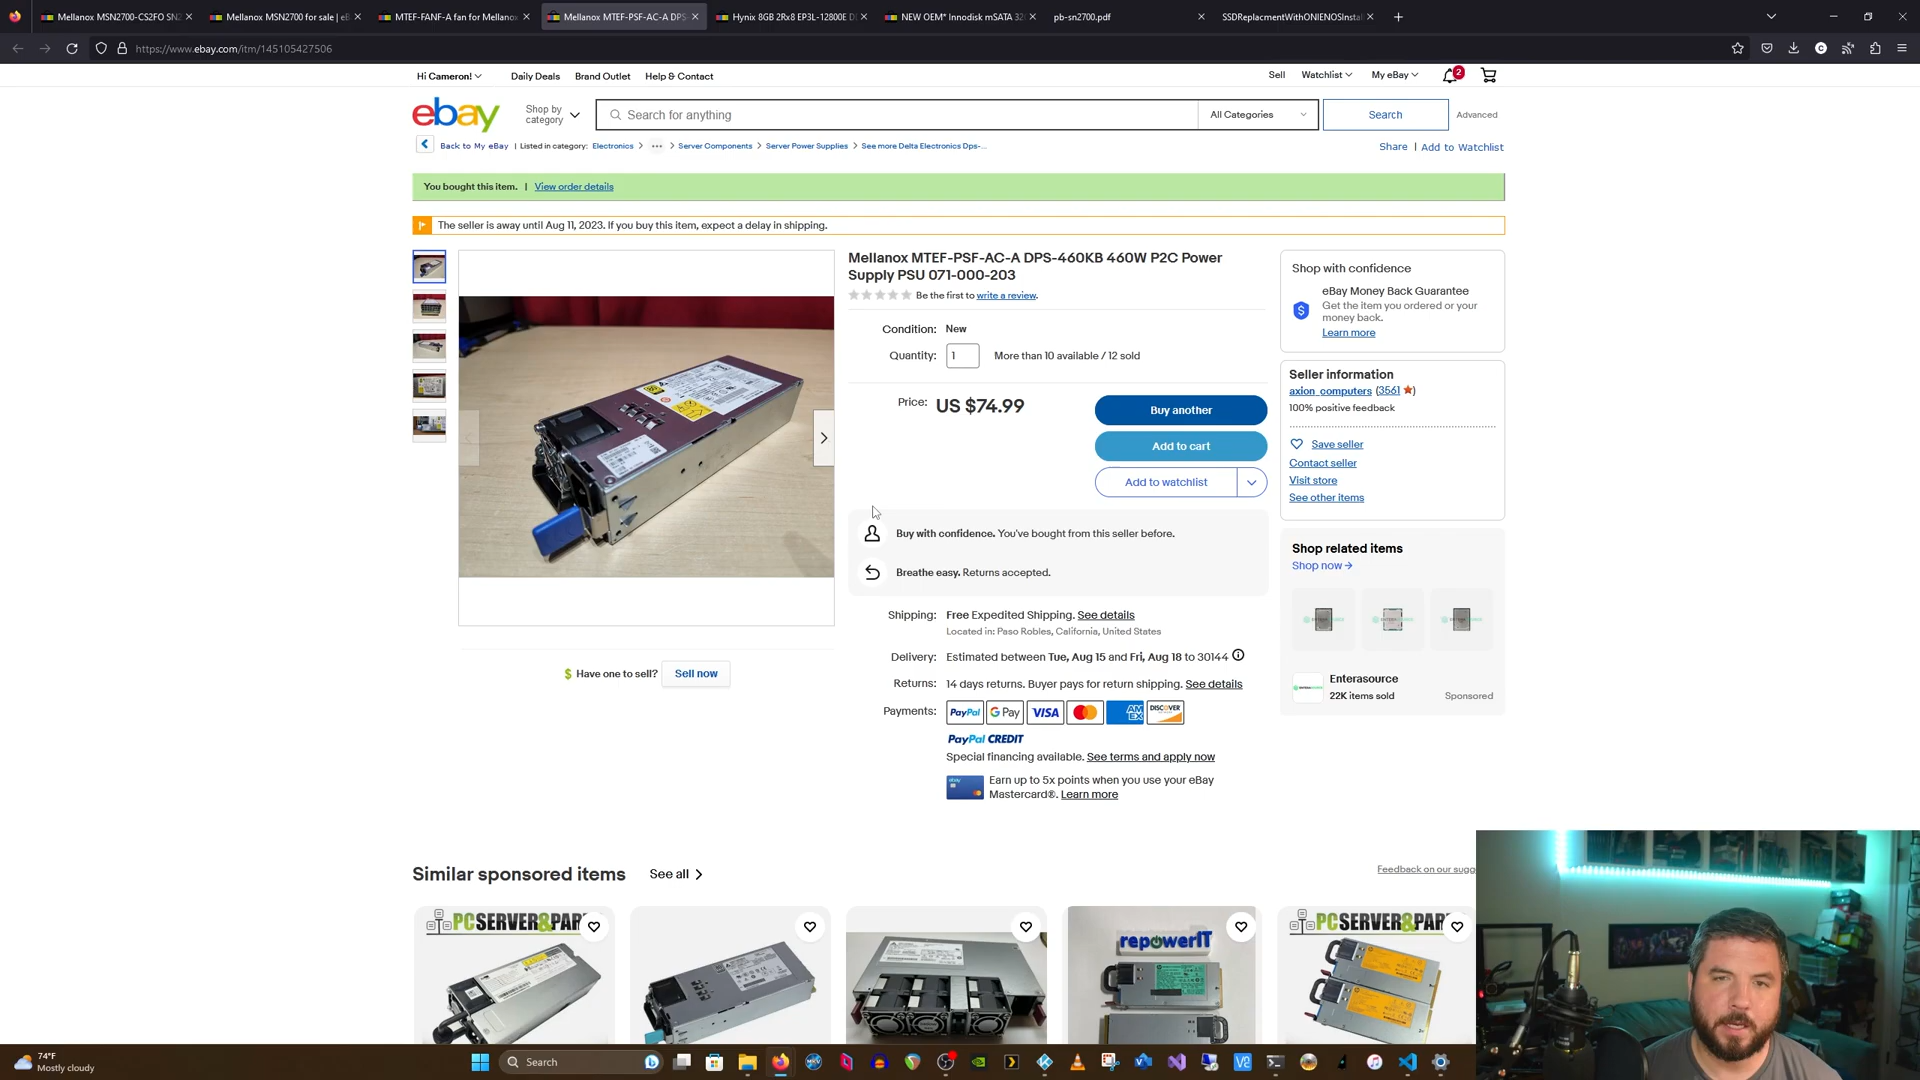 Mellanox MSN2700-CS2FO SN2
Mellanox MSN2700 for sale | eB
MTEF-FANF-A fan for Mellanox
Mellanox MTEF-PSF-AC-A DPS-
Hynix 8GB 2Rx8 EP3L-12800E D
NEW OEM* Innodisk mSATA 32
pb-sn2700.pdf
SSDReplacmentWithONIENOSInstal
https://www.ebay.com/itm/145105427506
Hi Cameron!
Daily Deals
Brand Outlet
Help & Contact
Sell
Watchlist
My eBay
2
ebay
Shop by category
Search for anything
All Categories
Search
Advanced
Back to My eBay | Listed in category: Electronics > ··· > Server Components > Server Power Supplies > See more Delta Electronics Dps-...
Share | Add to Watchlist
You bought this item. | View order details
The seller is away until Aug 11, 2023. If you buy this item, expect a delay in shipping.
Mellanox MTEF-PSF-AC-A DPS-460KB 460W P2C Power
Supply PSU 071-000-203
Be the first to write a review.
Condition: New
Quantity: 1 More than 10 available / 12 sold
Price: US $74.99
Buy another
Add to cart
Add to watchlist
Buy with confidence. You've bought from this seller before.
Breathe easy. Returns accepted.
Shipping: Free Expedited Shipping. See details
Located in: Paso Robles, California, United States
Delivery: Estimated between Tue, Aug 15 and Fri, Aug 18 to 30144
Returns: 14 days returns. Buyer pays for return shipping. See details
Payments: PayPal G Pay VISA AM EX DISCOVER
PayPal CREDIT
Special financing available. See terms and apply now
Earn up to 5x points when you use your eBay
Mastercard®. Learn more
Have one to sell? Sell now
Shop with confidence
eBay Money Back Guarantee
Get the item you ordered or your
money back.
Learn more
Seller information
axion_computers (3561)
100% positive feedback
Save seller
Contact seller
Visit store
See other items
Shop related items
Shop now
Enterasource
22K items sold
Sponsored
Similar sponsored items
See all
Feedback on our sugg
PCSERVER&PAR
repowerIT
PCSERVER&PAR
74°F
Mostly cloudy
Search